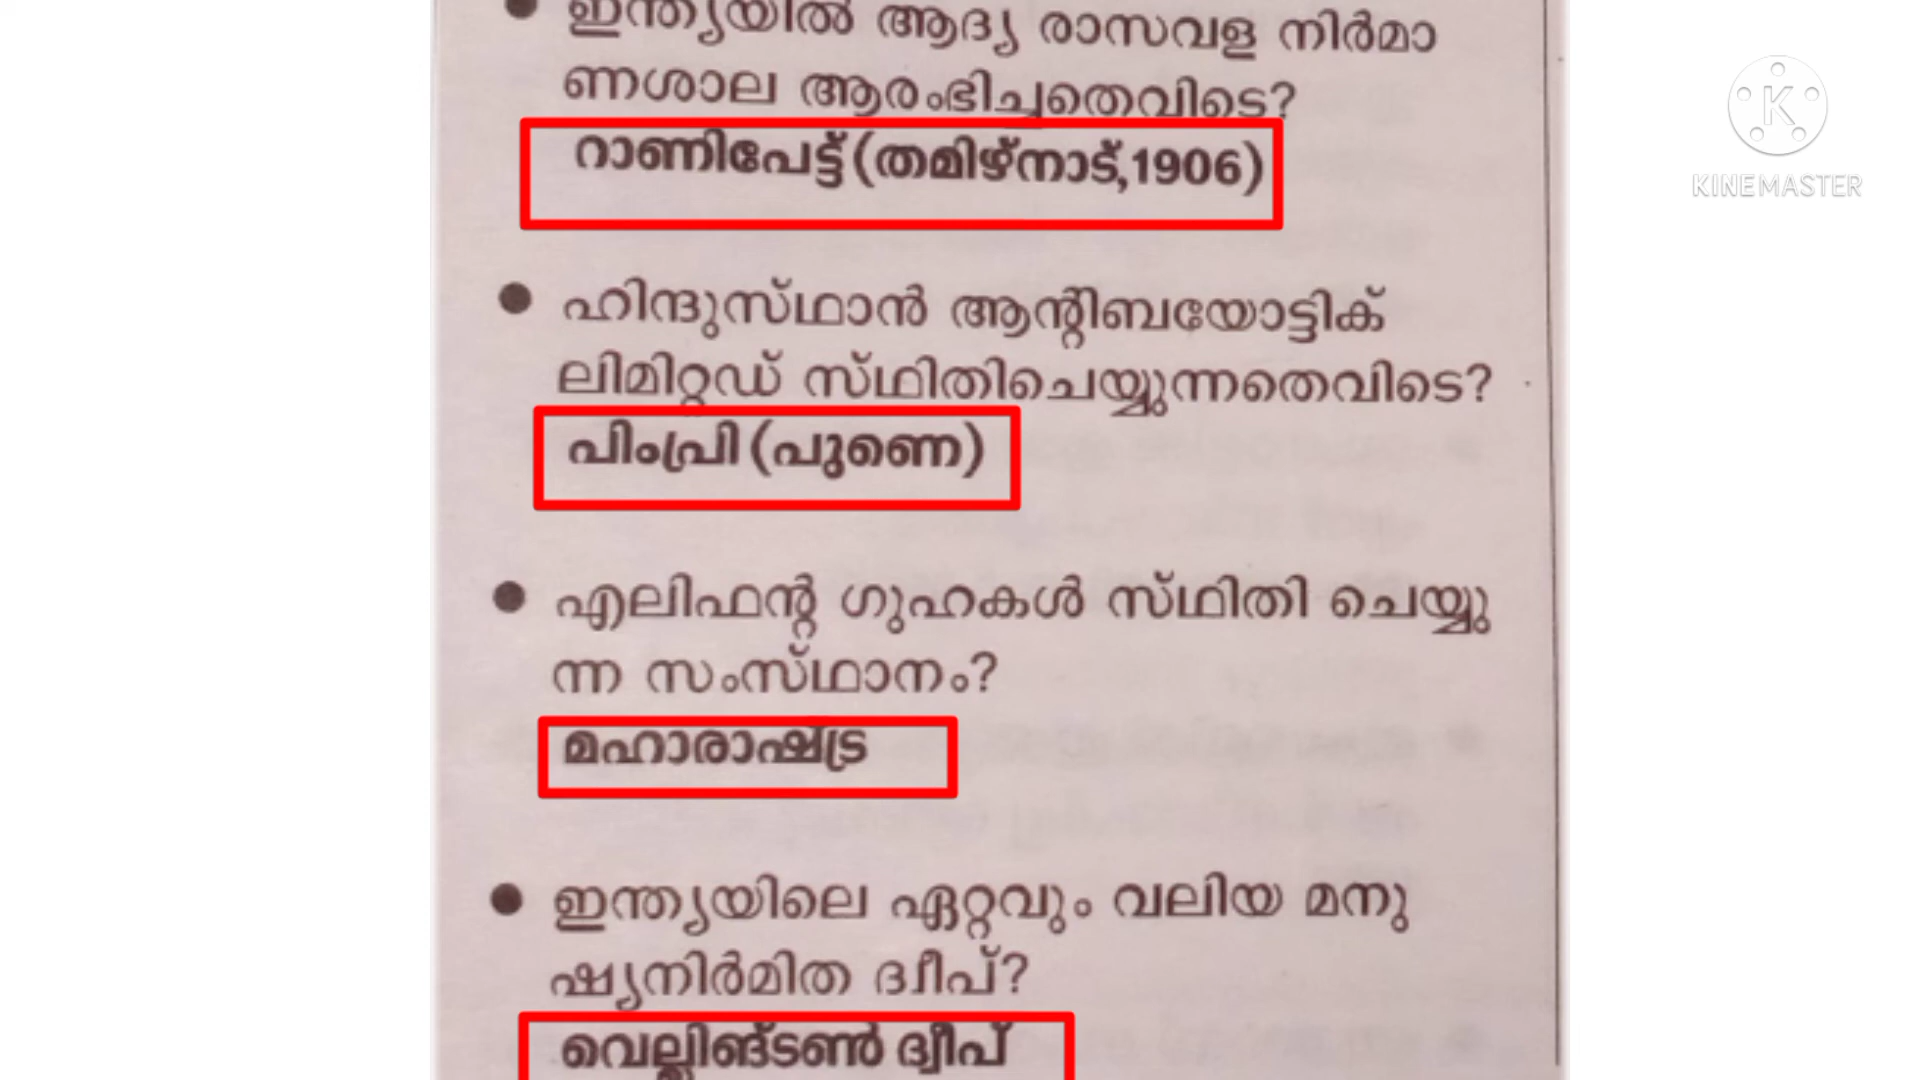 ഇന്ത്യയിൽ ആദ്യ രാസവള നിർമാ
ണശാല ആരംഭിച്ചതെവിടെ?
റാണിപേട്ട് (തമിഴ്നാട്,1906)
ഹിന്ദുസ്ഥാൻ ആന്റിബയോട്ടിക്
ലിമിറ്റഡ് സ്ഥിതിചെയ്യുന്നതെവിടെ?
പിംപ്രി (പുണെ)
എലിഫന്റ ഗുഹകൾ സ്ഥിതി ചെയ്യു
ന്ന സംസ്ഥാനം?
മഹാരാഷ്ട്ര
ഇന്ത്യയിലെ ഏറ്റവും വലിയ മനു
ഷ്യനിർമിത ദ്വീപ്?
വെല്ലിങ്ടൺ ദ്വീപ്
K
KINEMASTER